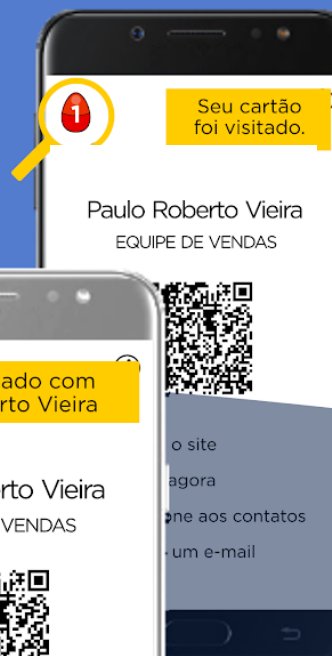 1
Seu cartão
foi visitado.
Paulo Roberto Vieira
EQUIPE DE VENDAS
o site
agora
one aos contatos
um e-mail
ado com
rto Vieira
rto Vieira
VENDAS